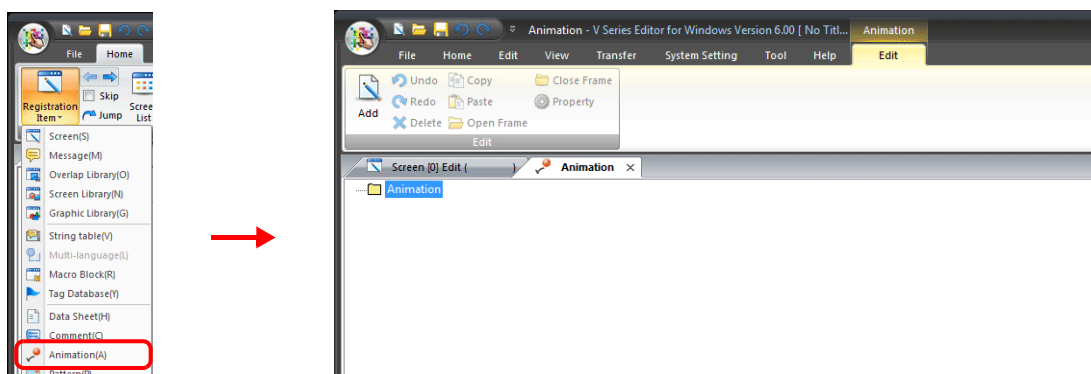 File Home
Skip
Jump
Registration
Item
List
Screen(S)
Message(M)
Overlap Library(O)
Screen Library(N)
Graphic Library(G)
String table(V)
Multi-language(L)
Macro Block(R)
Tag Database(Y)
Data Sheet(H)
Comment(C)
Animation(A)
Animation - V Series Editor for Windows Version 6.00 [ No Titl... Animation
File Home Edit View Transfer System Setting Tool Help Edit
Undo Copy Close Frame
Redo Paste Property
Add
Delete Open Frame
Edit
Screen [0] Edit ( ) Animation ×
Animation